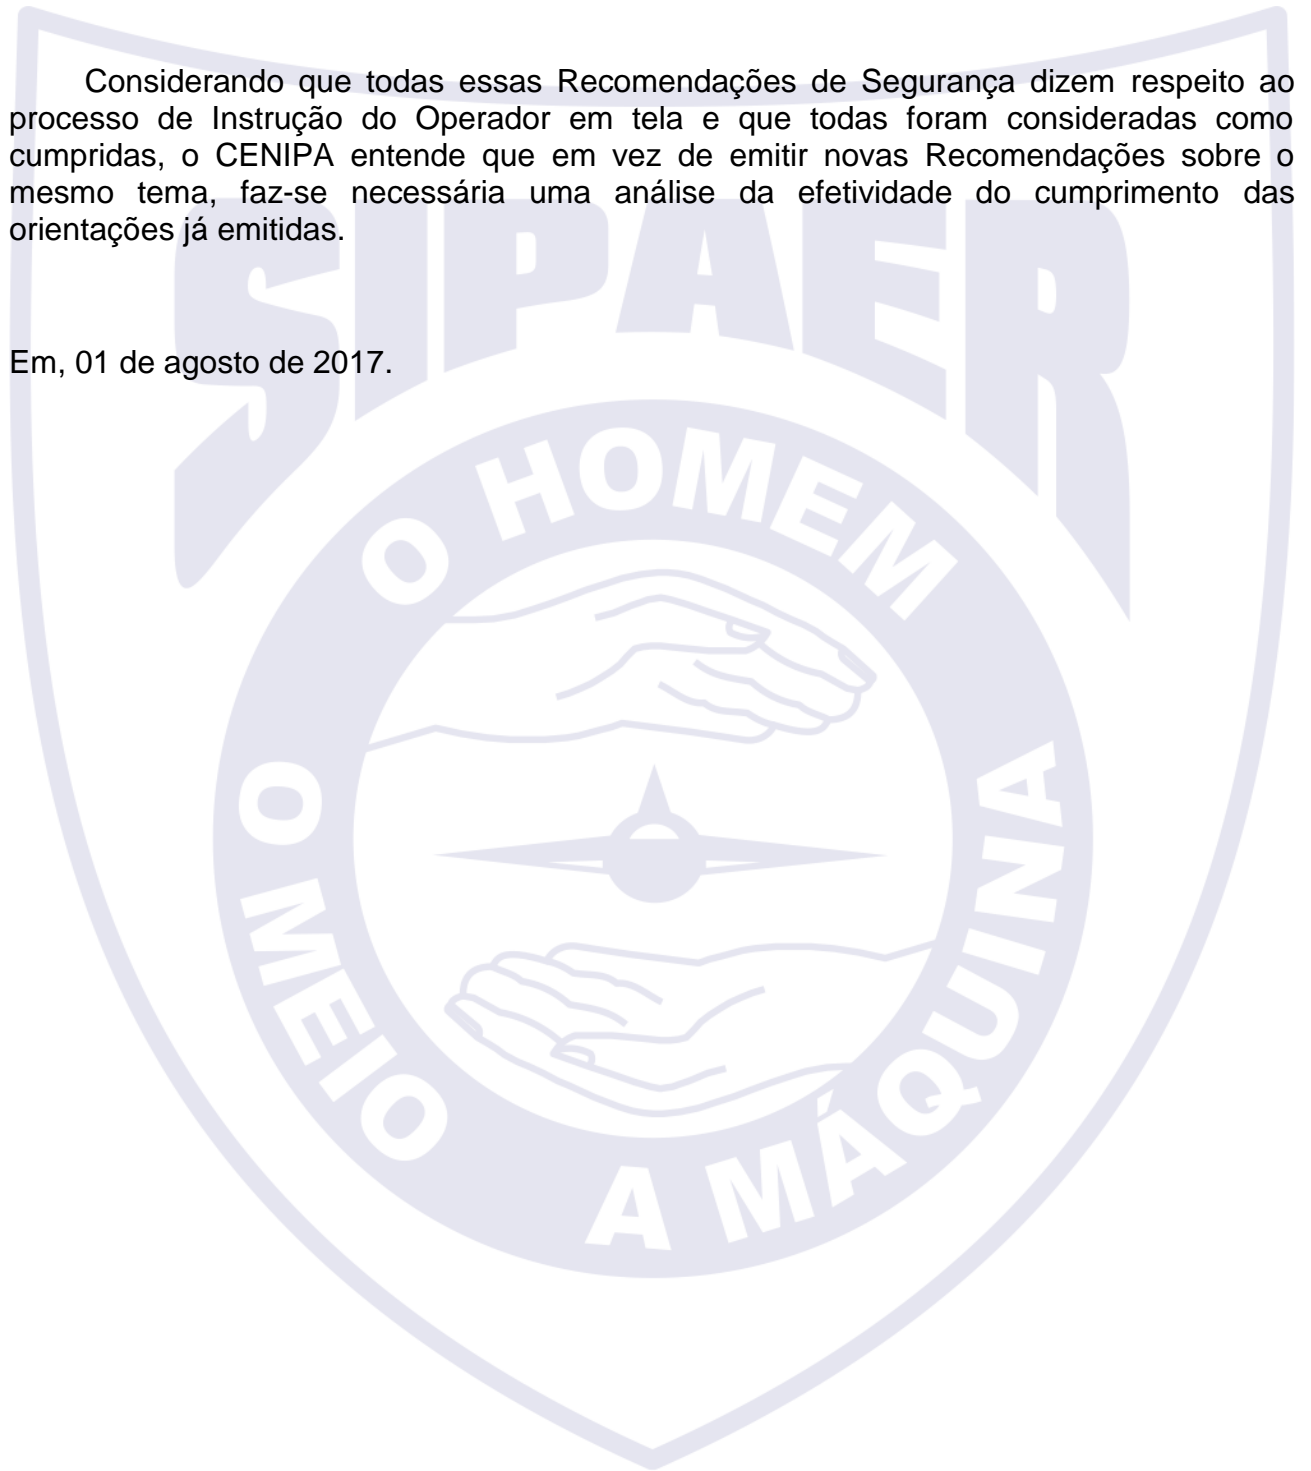 Considerando que todas essas Recomendações de Segurança dizem respeito ao
processo de Instrução do Operador em tela e que todas foram consideradas como
cumpridas, o CENIPA entende que em vez de emitir novas Recomendações sobre o
mesmo tema, faz-se necessária uma análise da efetividade do cumprimento das
orientações já emitidas.
SIPAER
Em, 01 de agosto de 2017.
O HOMEM
O MEIO
A MÁQUINA